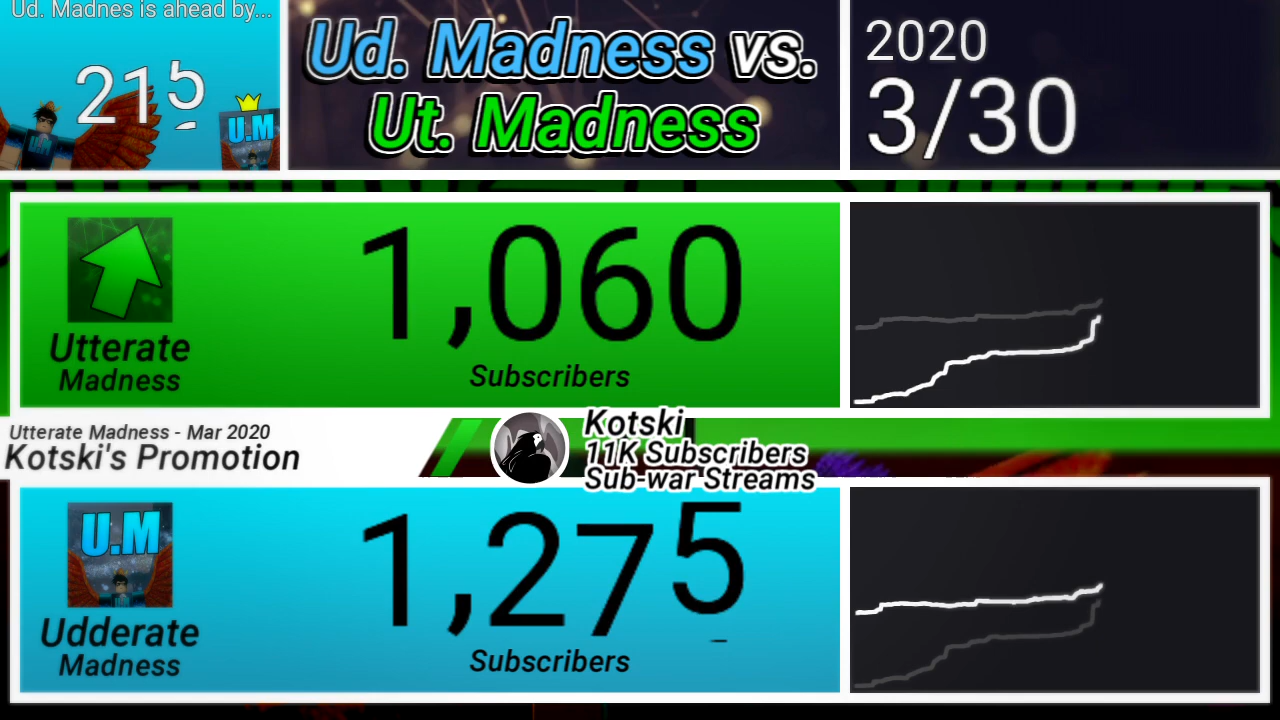 Ud. Madnes is ahead by...
215
U.M
Ud. Madness vs.
Ut. Madness
2020
3/30
1,060
Utterate
Madness
Subscribers
Utterate Madness - Mar 2020
Kotski's Promotion
Kotski
11K Subscribers
Sub-war Streams
U.M
1,275
Udderate
Madness
Subscribers